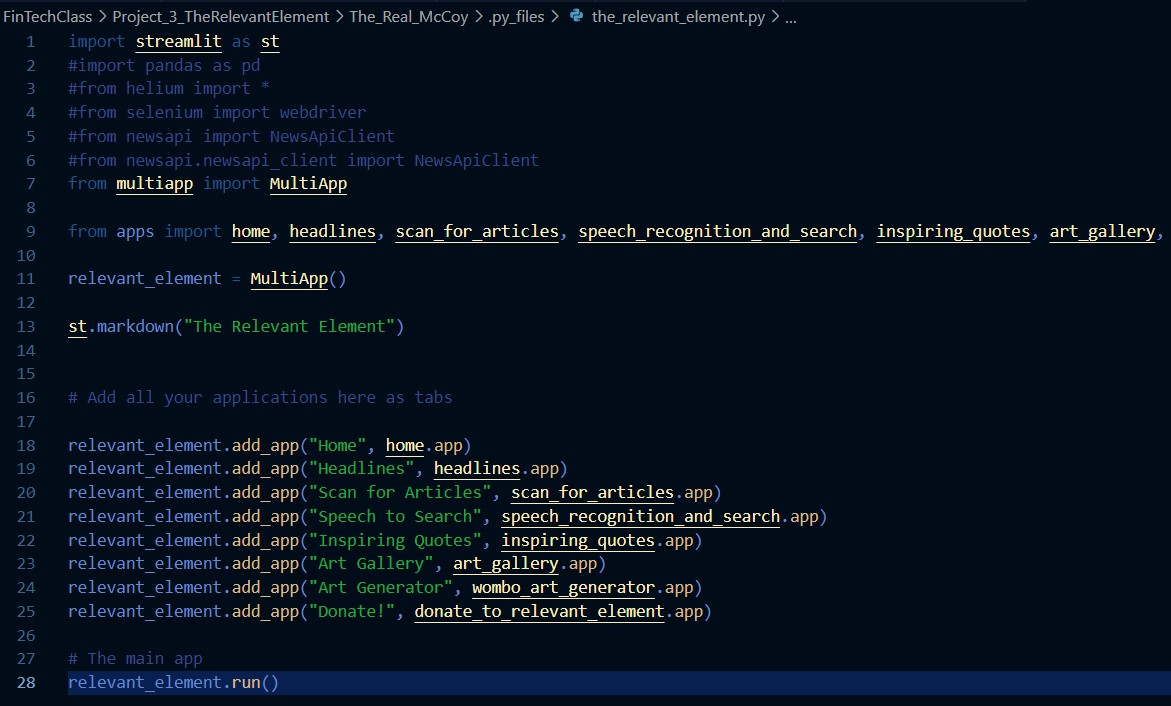 FinTechClass > Project_3_TheRelevantElement > The_Real_McCoy > .py_files > the_relevant_element.py > ...
1 import streamlit as st
2 #import pandas as pd
3 #from helium import *
4 #from selenium import webdriver
5 #from newsapi import NewsApiClient
6 #from newsapi.newsapi_client import NewsApiClient
7 from multiapp import MultiApp
8
9 from apps import home, headlines, scan_for_articles, speech_recognition_and_search, inspiring_quotes, art_gallery,
10
11 relevant_element = MultiApp()
12
13 st.markdown("The Relevant Element")
14
15
16 # Add all your applications here as tabs
17
18 relevant_element.add_app("Home", home.app)
19 relevant_element.add_app("Headlines", headlines.app)
20 relevant_element.add_app("Scan for Articles", scan_for_articles.app)
21 relevant_element.add_app("Speech to Search", speech_recognition_and_search.app)
22 relevant_element.add_app("Inspiring Quotes", inspiring_quotes.app)
23 relevant_element.add_app("Art Gallery", art_gallery.app)
24 relevant_element.add_app("Art Generator", wombo_art_generator.app)
25 relevant_element.add_app("Donate!", donate_to_relevant_element.app)
26
27 # The main app
28 relevant_element.run()